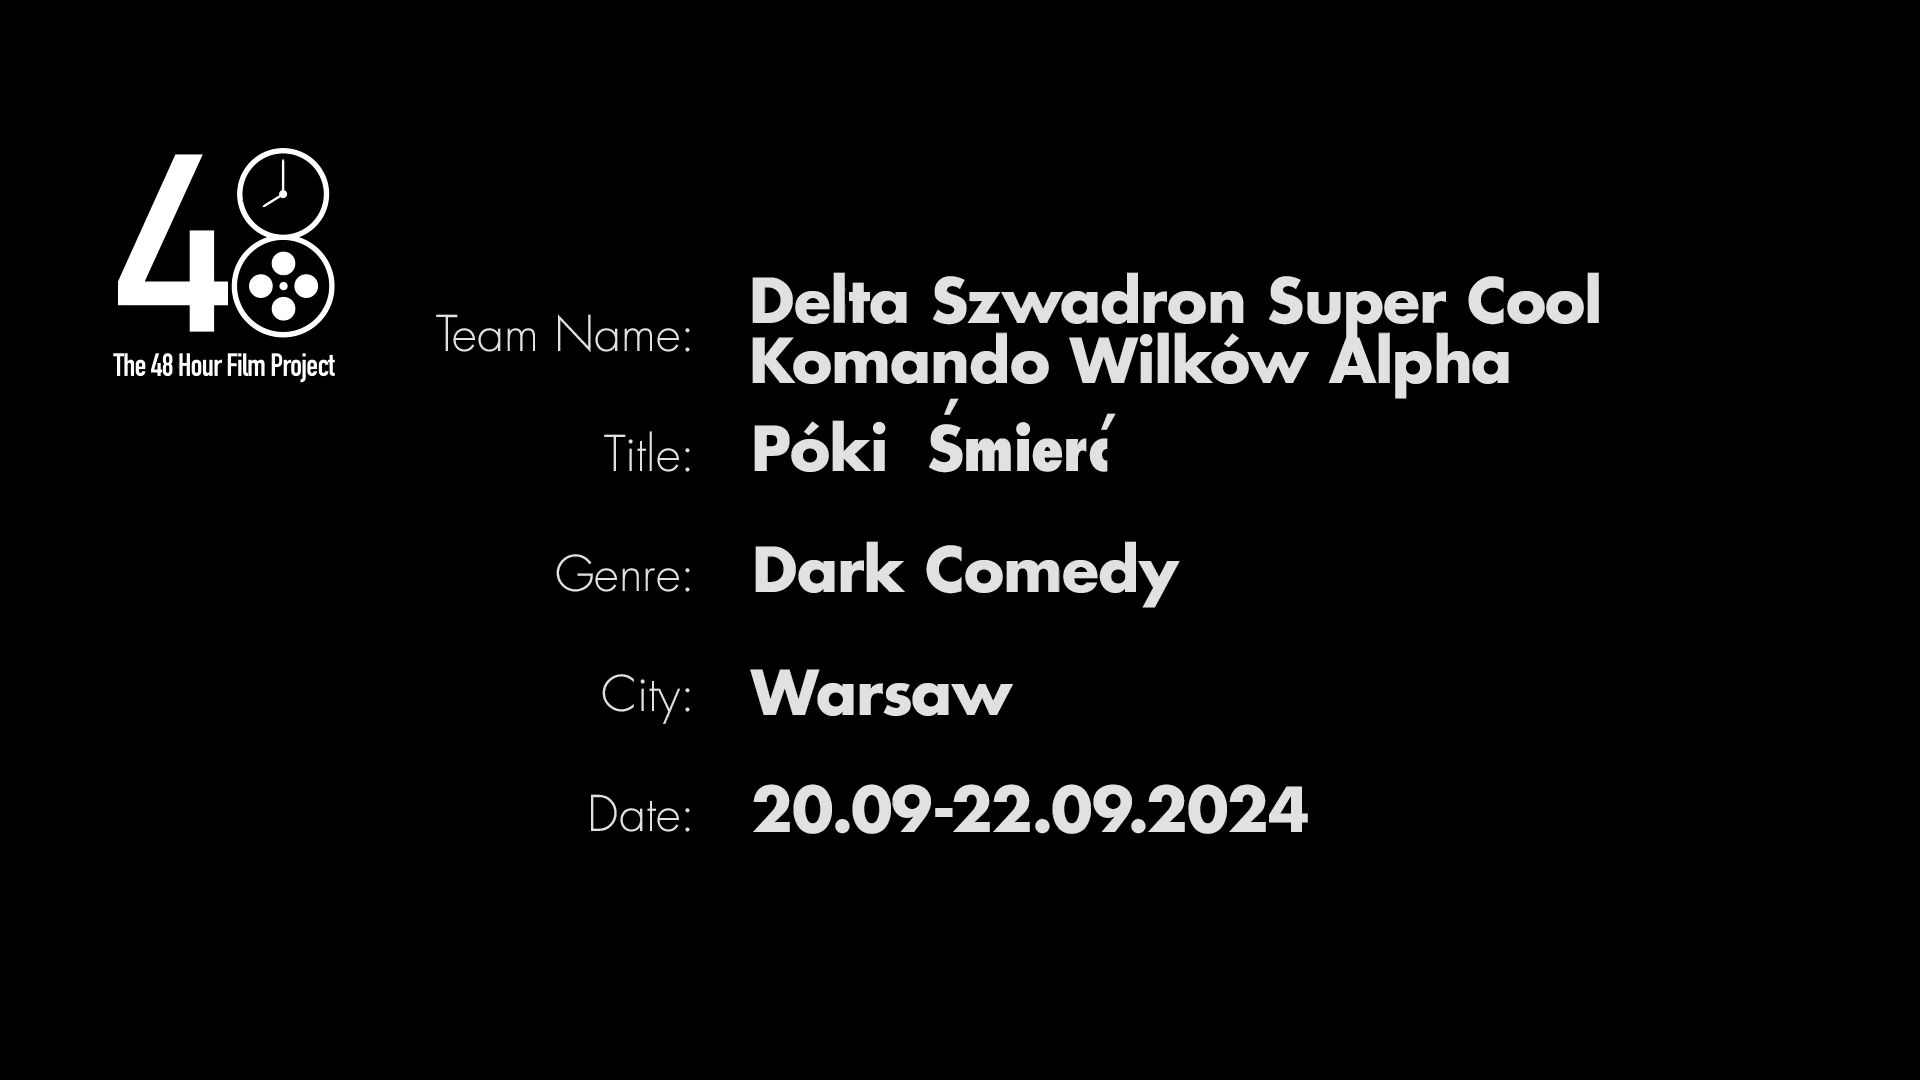 48
The 48 Hour Film Project
Team Name: Delta Szwadron Super Cool
Komando Wilków Alpha
Title: Póki Śmierć
Genre: Dark Comedy
City: Warsaw
Date: 20.09-22.09.2024